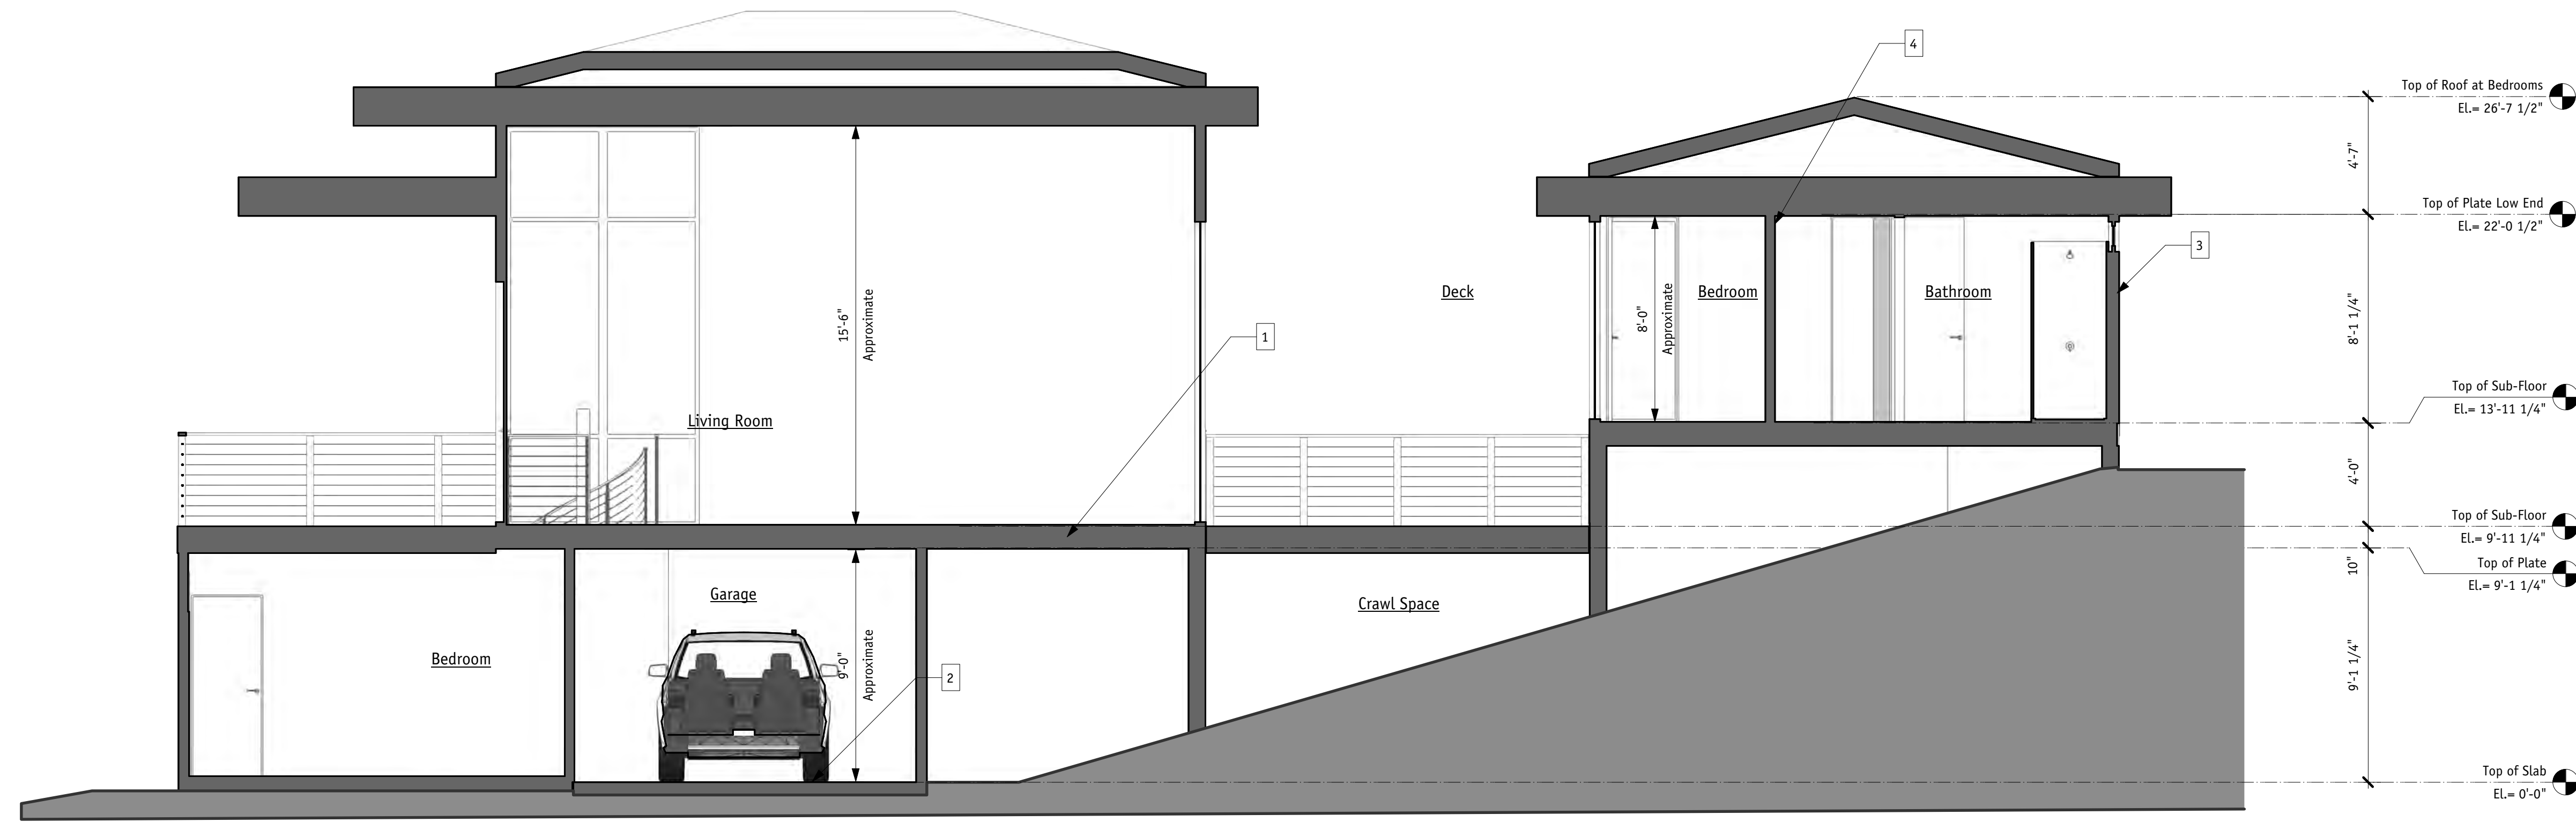 4
Top of Roof at Bedrooms
El.= 26'-7 1/2"
4'-7"
Top of Plate Low End
El.= 22'-0 1/2"
3
Deck
Bedroom
Bathroom
15'-6"
Approximate
8'-0"
Approximate
8'-1 1/4"
1
Top of Sub-Floor
El.= 13'-11 1/4"
Living Room
4'-0"
Top of Sub-Floor
El.= 9'-11 1/4"
10"
Top of Plate
El.= 9'-1 1/4"
Garage
Crawl Space
Bedroom
9'-0"
Approximate
2
9'-1 1/4"
Top of Slab
El.= 0'-0"